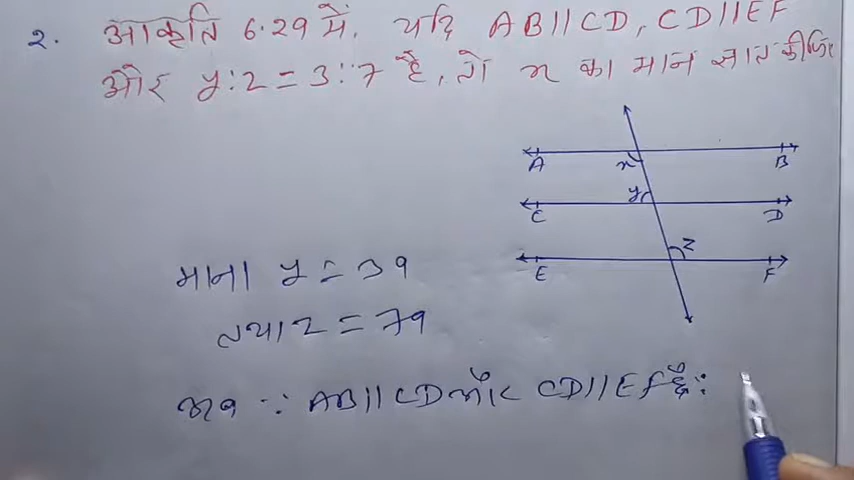 2. आकृति 6.29 में, यदि AB||CD, CD||EF
और y:z = 3:7 है, तो x का मान ज्ञात कीजिए
A B
x
y
C D
z
E F
माना y = 3a
तथा z = 7a
अब ∵ AB||CD और CD||EF है: